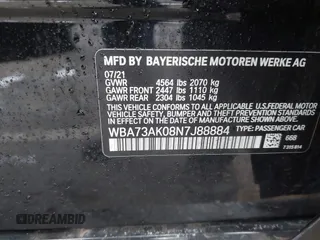 MFD BY BAYERISCHE MOTOREN WERKE AG
07/21
GVWR 4564 lbs 2070 kg
GAWR FRONT 2447 lbs 1110 kg
GAWR REAR 2304 lbs 1045 kg
THIS VEHICLE CONFORMS TO ALL APPLICABLE U.S. FEDERAL
MOTOR VEHICLE SAFETY, BUMPER AND THEFT PREVENTION
STANDARDS IN EFFECT ON THE DATE OF MANUFACTURE SHOWN ABOVE.
WBA73AK08N7J88884 TYPE: PASSENGER CAR
668
DREAMBID